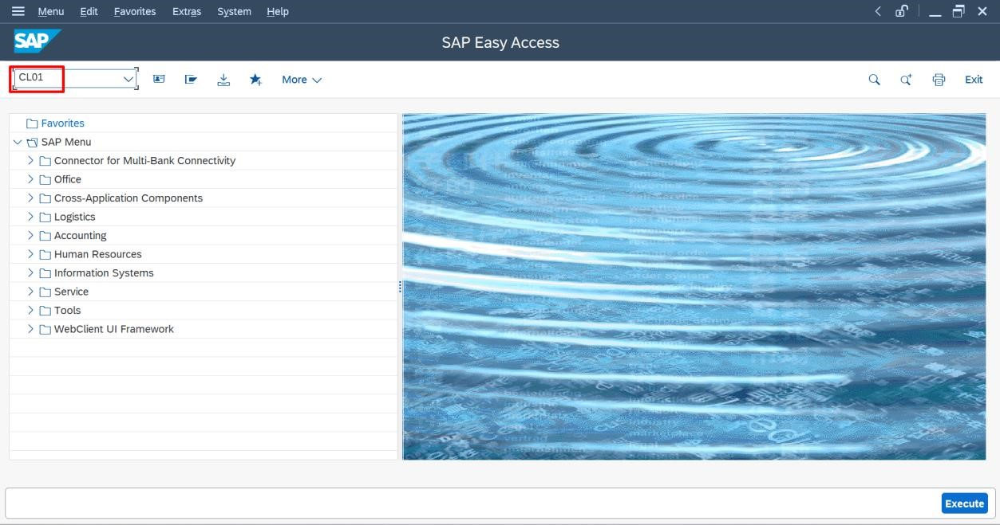 Menu Edit Favorites Extras System Help
SAP SAP Easy Access
CL01 More Exit
Favorites
SAP Menu
Connector for Multi-Bank Connectivity
Office
Cross-Application Components
Logistics
Accounting
Human Resources
Information Systems
Service
Tools
WebClient UI Framework
Execute